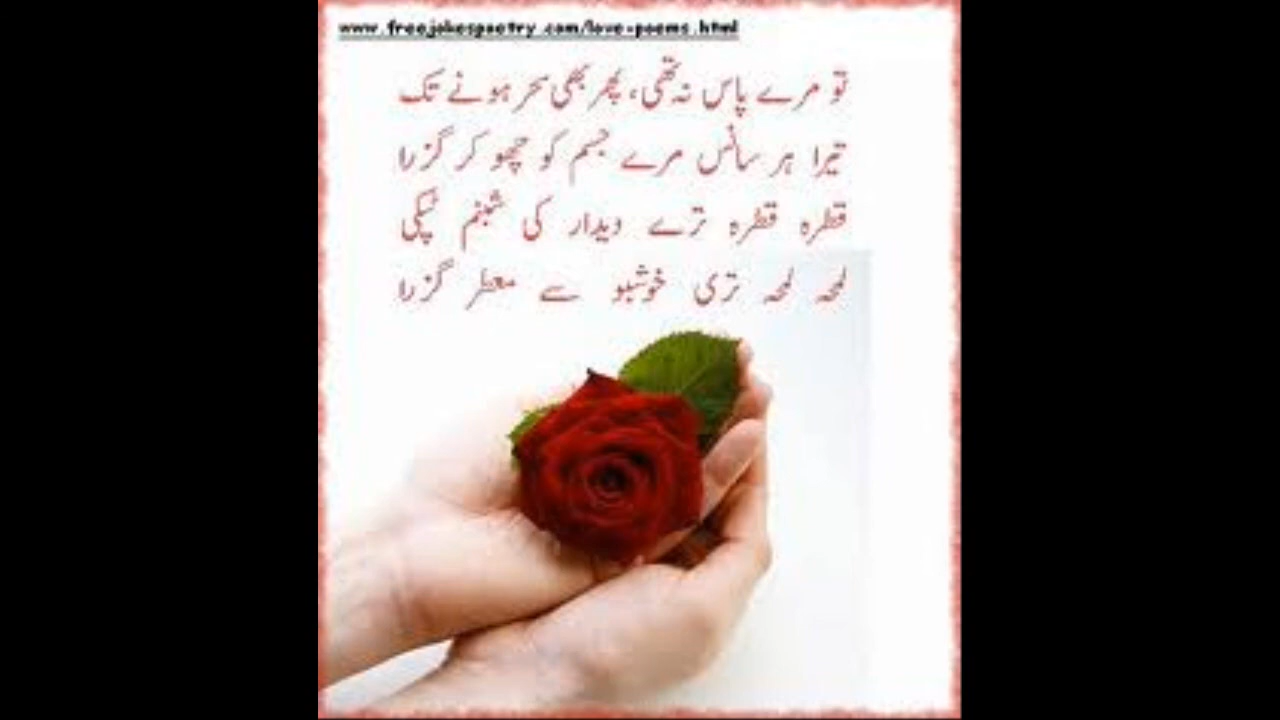 www.freejokespoetry.com/love-poems.html
تو مرے پاس نہ تھی، پھر بھی سحر ہونے تک
تیرا ہر سانس مرے جسم کو چھو کر گزرا
قطرہ قطرہ ترے دیدار کی شبنم ٹپکی
لمحہ لمحہ تری خوشبو سے معطر گزرا